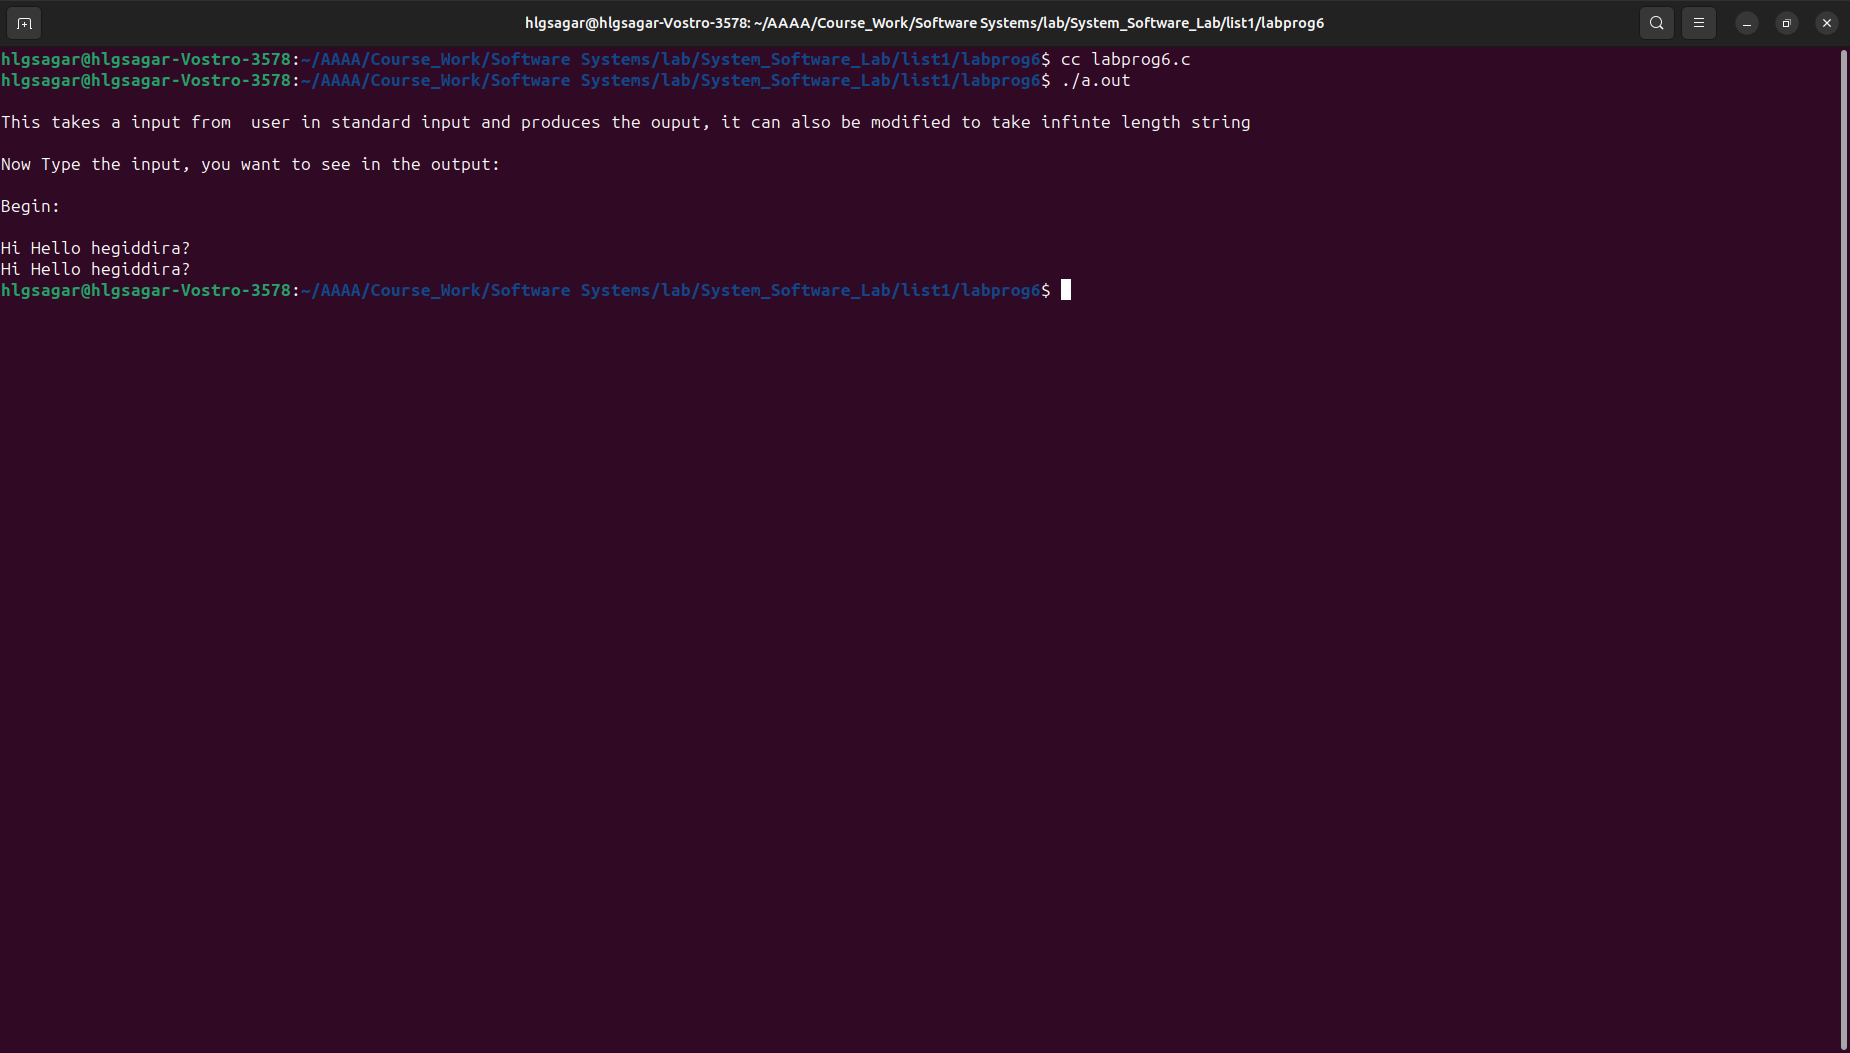 hlgsagar@hlgsagar-Vostro-3578: ~/AAAA/Course_Work/Software Systems/lab/System_Software_Lab/list1/labprog6
hlgsagar@hlgsagar-Vostro-3578:~/AAAA/Course_Work/Software Systems/lab/System_Software_Lab/list1/labprog6$ cc labprog6.c
hlgsagar@hlgsagar-Vostro-3578:~/AAAA/Course_Work/Software Systems/lab/System_Software_Lab/list1/labprog6$ ./a.out
This takes a input from  user in standard input and produces the ouput, it can also be modified to take infinte length string
Now Type the input, you want to see in the output:
Begin:
Hi Hello hegiddira?
Hi Hello hegiddira?
hlgsagar@hlgsagar-Vostro-3578:~/AAAA/Course_Work/Software Systems/lab/System_Software_Lab/list1/labprog6$